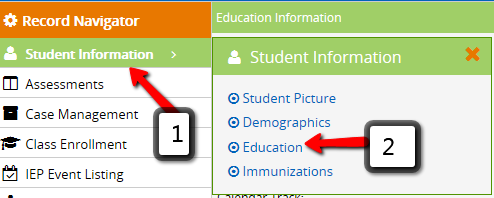 Record Navigator
Student Information
Assessments
Case Management
Class Enrollment
IEP Event Listing
1
Education Information
Student Information
Student Picture
Demographics
Education
Immunizations
2
Calendar Track: